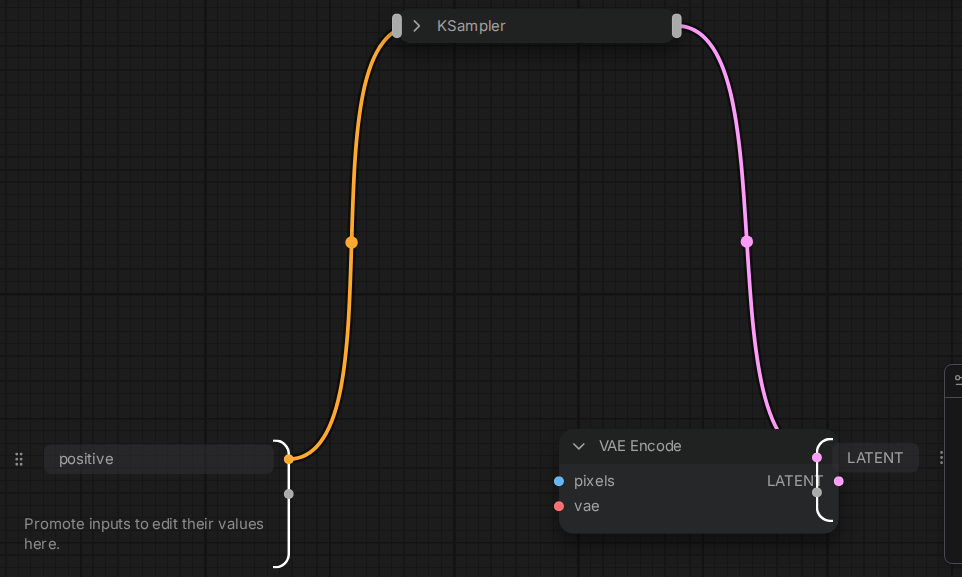 KSampler
positive
Promote inputs to edit their values
here.
VAE Encode
pixels
LATENT
vae
LATENT